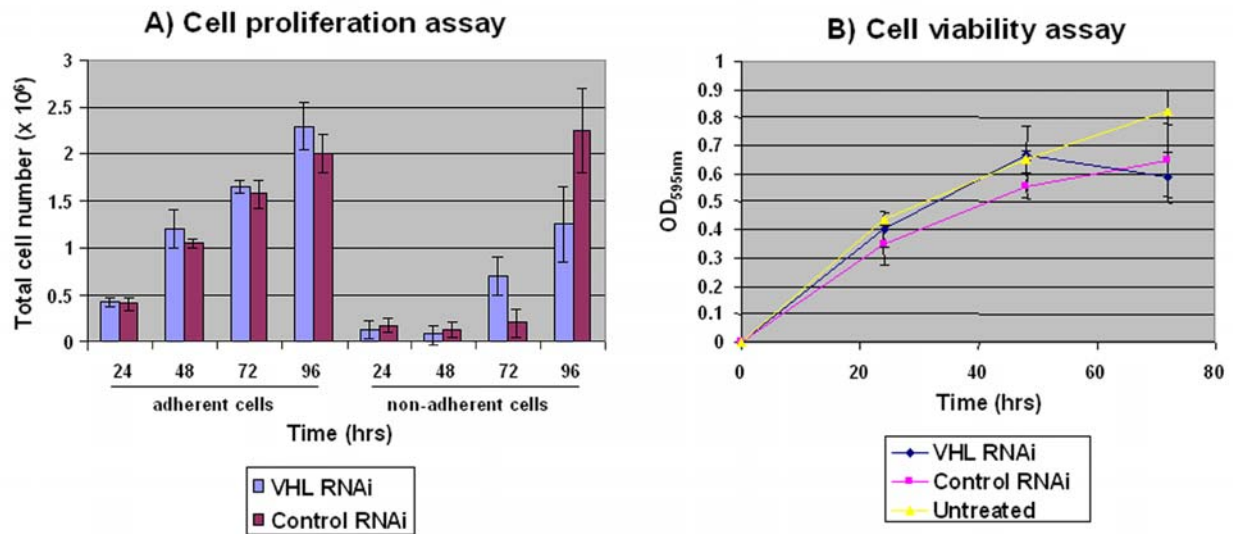 A) Cell proliferation assay
Total cell number (x 10⁶)
3
2.5
2
1.5
1
0.5
0
24 48 72 96 24 48 72 96
adherent cells non-adherent cells
Time (hrs)
VHL RNAi
Control RNAi
B) Cell viability assay
OD₅₉₅nm
1
0.9
0.8
0.7
0.6
0.5
0.4
0.3
0.2
0.1
0
0 20 40 60 80
Time (hrs)
VHL RNAi
Control RNAi
Untreated